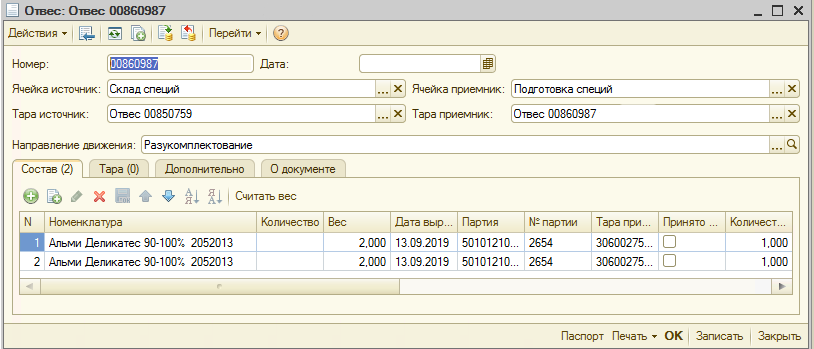 Отвес: Отвес 00860987
Действия Перейти ?
Номер: 00860987 Дата:
Ячейка источник: Склад специй ... Ячейка приемник: Подготовка специй ...
Тара источник: Отвес 00850759 ... Тара приемник: Отвес 00860987 ...
Направление движения: Разукомплектование ...
Состав (2) Тара (0) Дополнительно О документе
Считать вес
N Номенклатура Количество Вес Дата выр... Партия № партии Тара при... Принято ... Количест...
1 Альми Деликатес 90-100% 2052013 2,000 13.09.2019 50101210... 2654 30600275... 1,000
2 Альми Деликатес 90-100% 2052013 2,000 13.09.2019 50101210... 2654 30600275... 1,000
Паспорт Печать OK Записать Закрыть